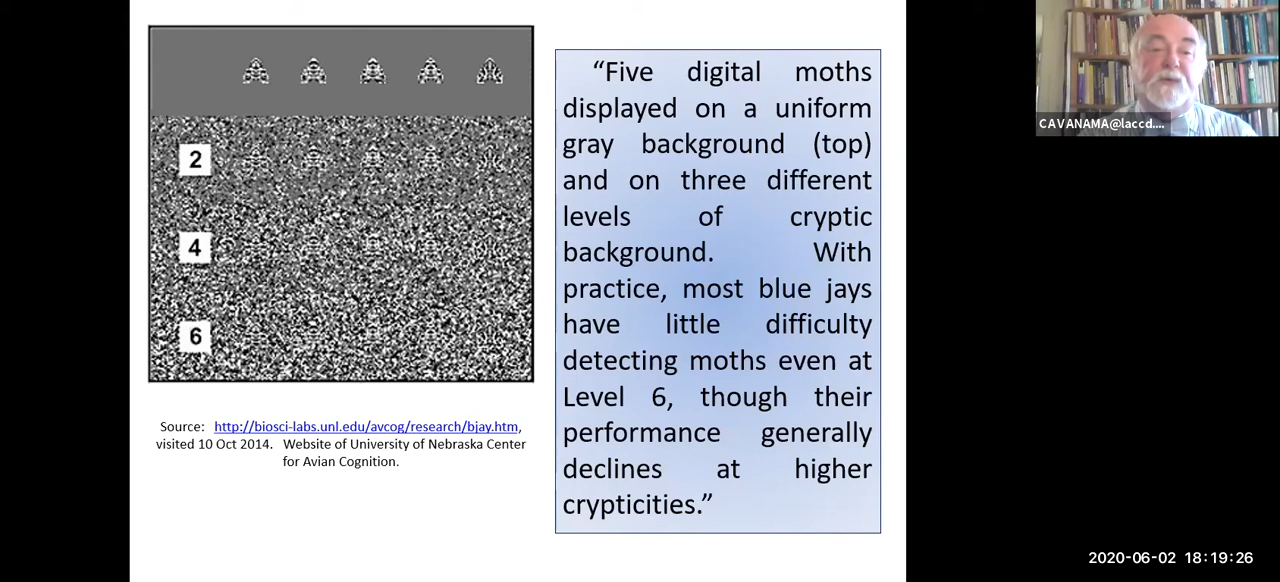 2
4
6
Source: http://biosci-labs.unl.edu/avcog/research/bjay.htm,
visited 10 Oct 2014. Website of University of Nebraska Center
for Avian Cognition.
“Five digital moths
displayed on a uniform
gray background (top)
and on three different
levels of cryptic
background. With
practice, most blue jays
have little difficulty
detecting moths even at
Level 6, though their
performance generally
declines at higher
crypticities.”
CAVANAMA@laccd....
2020-06-02 18:19:26